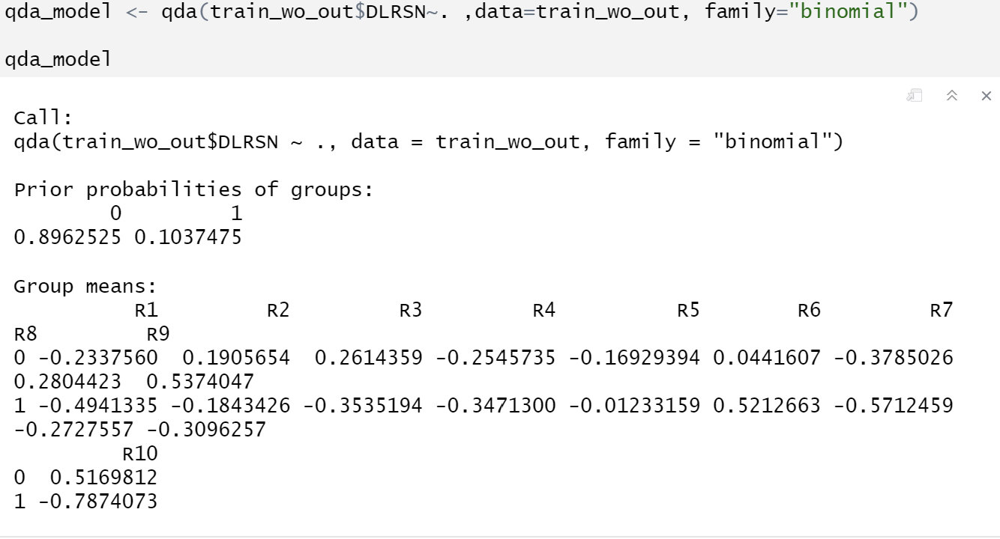 qda_model <- qda(train_wo_out$DLRSN~. ,data=train_wo_out, family="binomial")
qda_model
Call:
qda(train_wo_out$DLRSN ~ ., data = train_wo_out, family = "binomial")
Prior probabilities of groups:
0 1
0.8962525 0.1037475
Group means:
R1 R2 R3 R4 R5 R6 R7
R8 R9
0 -0.2337560 0.1905654 0.2614359 -0.2545735 -0.16929394 0.0441607 -0.3785026
0.2804423 0.5374047
1 -0.4941335 -0.1843426 -0.3535194 -0.3471300 -0.01233159 0.5212663 -0.5712459
-0.2727557 -0.3096257
R10
0 0.5169812
1 -0.7874073